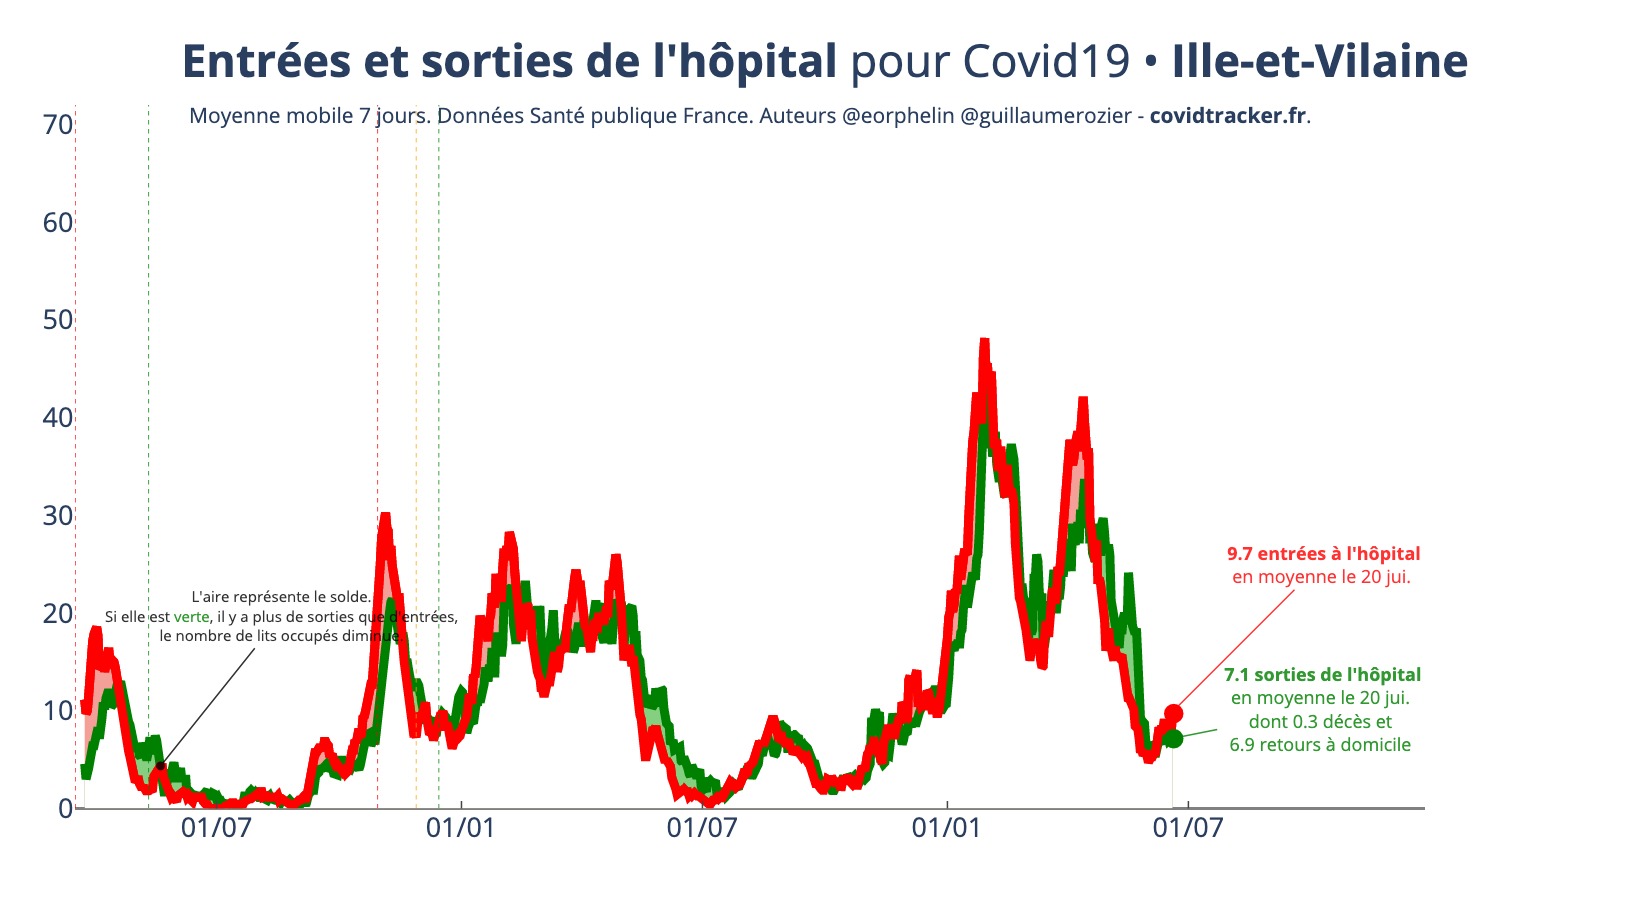 Entrées et sorties de l'hôpital pour Covid19 • Ille-et-Vilaine
Moyenne mobile 7 jours. Données Santé publique France. Auteurs @eorphelin @guillaumerozier - covidtracker.fr.
70
60
50
40
30
20
10
0
L'aire représente le solde.
Si elle est verte, il y a plus de sorties que d'entrées,
le nombre de lits occupés diminue.
9.7 entrées à l'hôpital
en moyenne le 20 jui.
7.1 sorties de l'hôpital
en moyenne le 20 jui.
dont 0.3 décès et
6.9 retours à domicile
01/07
01/01
01/07
01/01
01/07